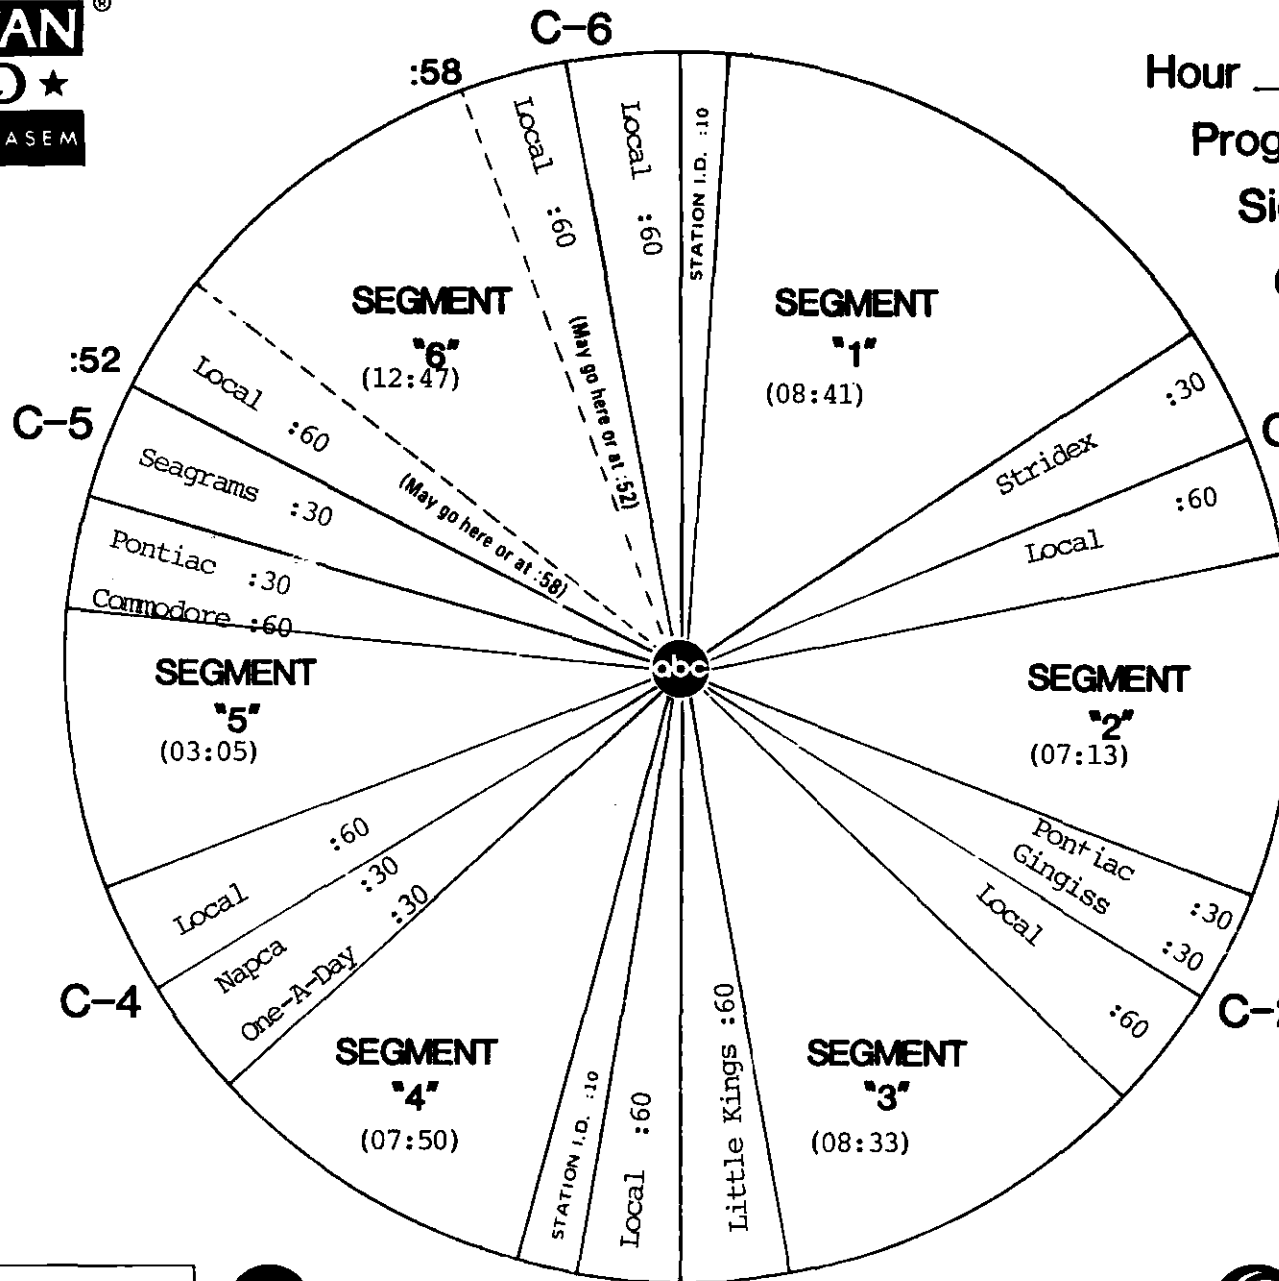 AN®
★
ASEM
C-6
:58
Hour
Local :60
Local :60
STATION I.D. :10
(May go here or at :52)
SEGMENT
"1"
(08:41)
Stridex :30
Local :60
SEGMENT
"2"
(07:13)
Pontiac :30
Gingiss :30
Local :60
SEGMENT
"3"
(08:33)
Little Kings :60
Local :60
STATION I.D. :10
SEGMENT
"4"
(07:50)
C-4
One-A-Day :30
Napca :30
Local :60
SEGMENT
"5"
(03:05)
Commodore :60
Pontiac :30
Seagrams :30
C-5
:52
Local :60
(May go here or at :58)
SEGMENT
"6"
(12:47)
abc